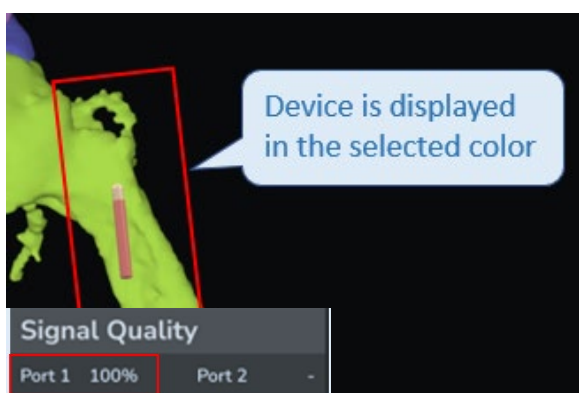 Device is displayed
in the selected color
Signal Quality
Port 1 100% Port 2 -